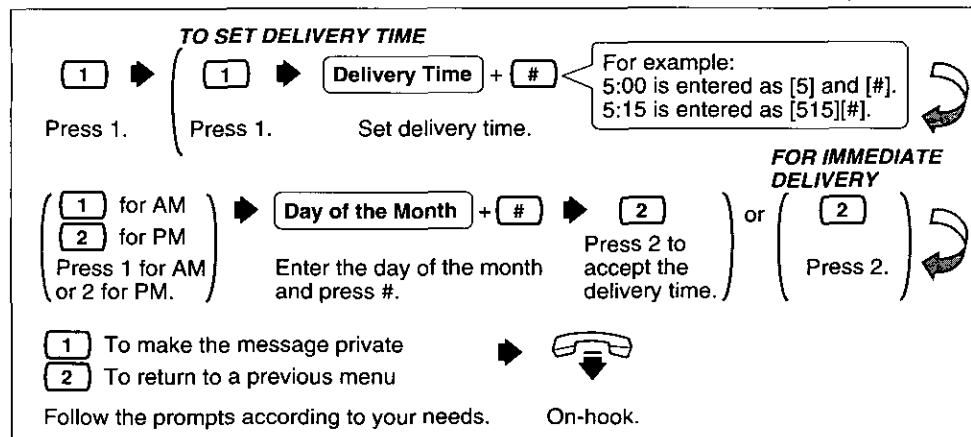 TO SET DELIVERY TIME
1 1 Delivery Time + #
For example:
5:00 is entered as [5] and [#].
5:15 is entered as [515][#].
Press 1. Press 1. Set delivery time.
FOR IMMEDIATE
DELIVERY
1 for AM
2 for PM
Press 1 for AM
or 2 for PM.
Day of the Month + #
Enter the day of the month
and press #.
2
Press 2 to
accept the
delivery time.
or
2
Press 2.
1 To make the message private
2 To return to a previous menu
Follow the prompts according to your needs. On-hook.